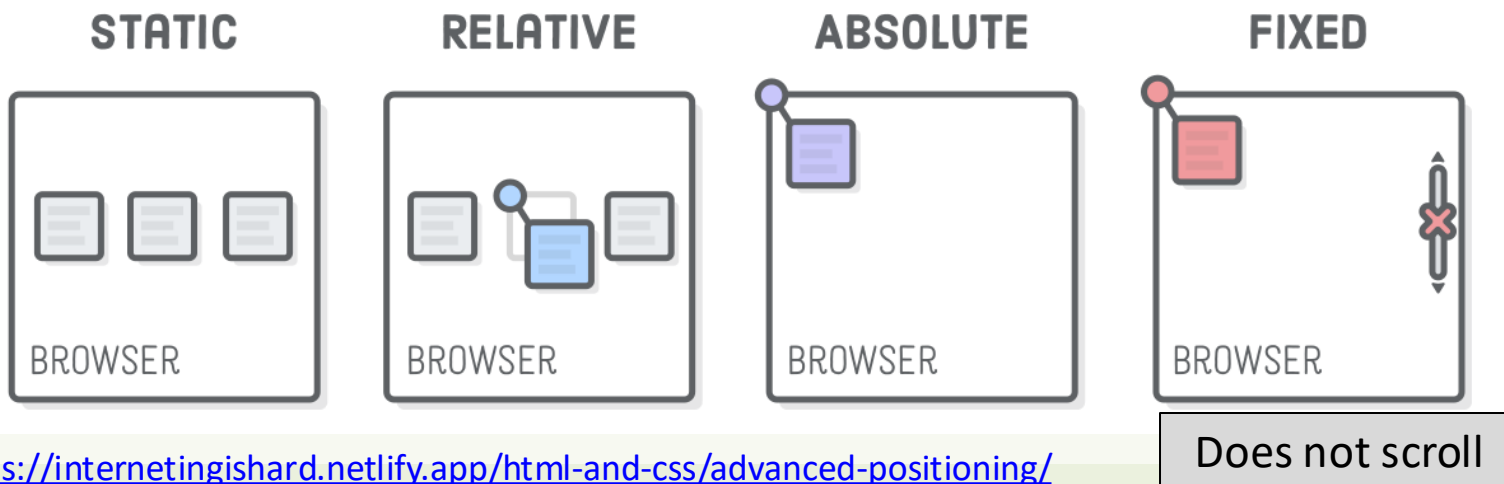 STATIC RELATIVE ABSOLUTE FIXED
BROWSER BROWSER BROWSER BROWSER
s://internetingishard.netlify.app/html-and-css/advanced-positioning/
Does not scroll